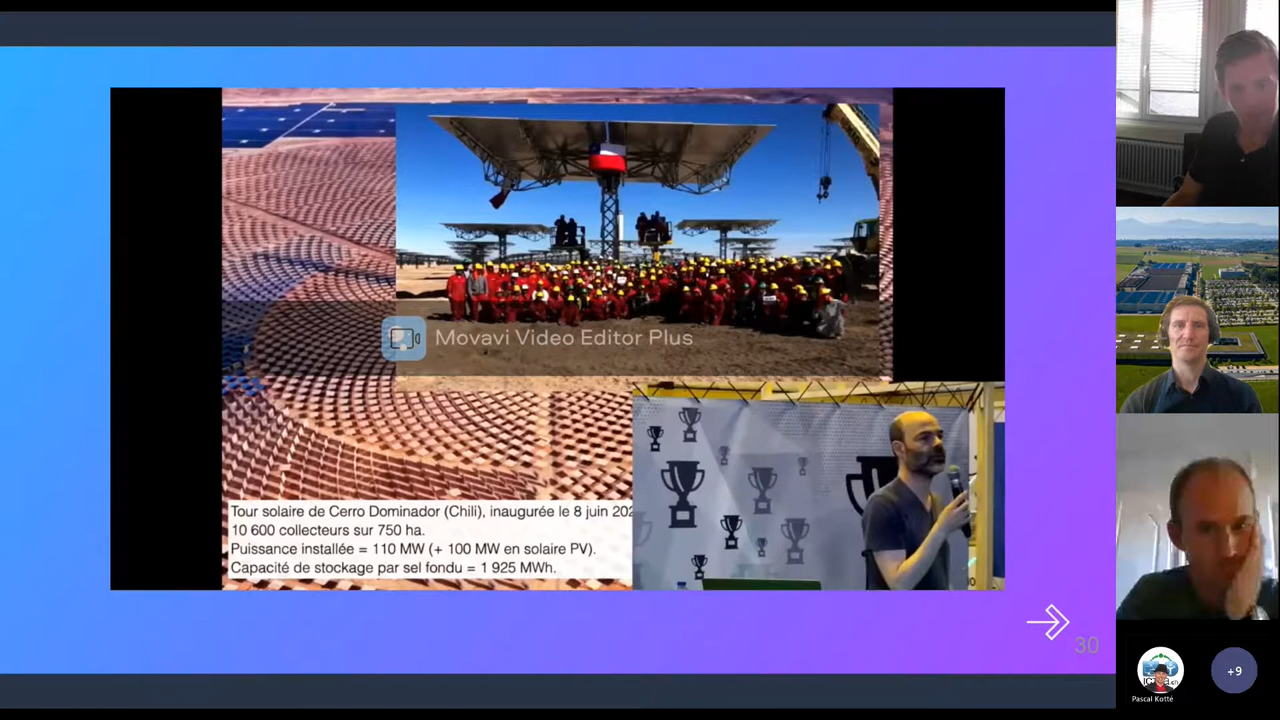 Movavi Video Editor Plus
Tour solaire de Cerro Dominador (Chili), inaugurée le 8 juin 202
10 600 collecteurs sur 750 ha.
Puissance installée = 110 MW (+ 100 MW en solaire PV).
Capacité de stockage par sel fondu = 1 925 MWh.
30
Pascal Kotté
+9